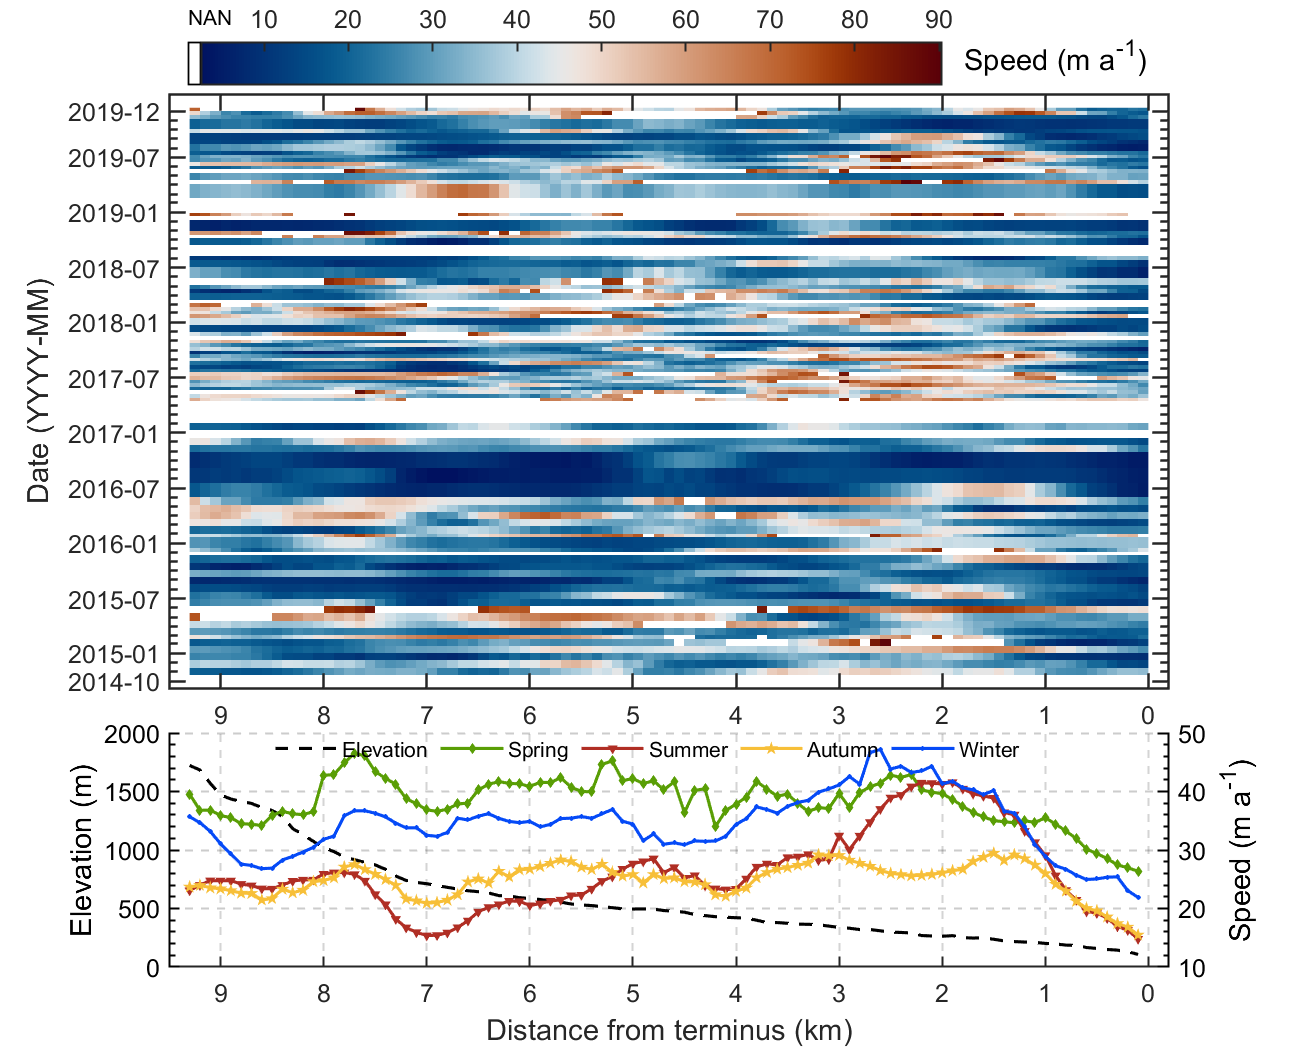 NAN 10 20 30 40 50 60 70 80 90
Speed (m a-1)
2019-12
2019-07
2019-01
2018-07
2018-01
2017-07
2017-01
2016-07
2016-01
2015-07
2015-01
2014-10
Date (YYYY-MM)
9 8 7 6 5 4 3 2 1 0
Elevation Spring Summer Autumn Winter
2000
1500
1000
500
0
Elevation (m)
50
40
30
20
10
Speed (m a-1)
9 8 7 6 5 4 3 2 1 0
Distance from terminus (km)